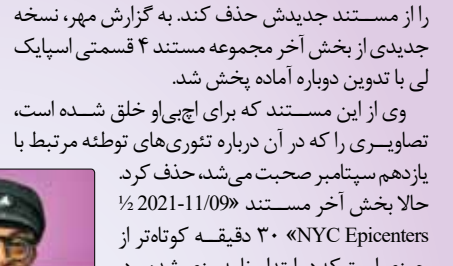 را از مستند جدیدش حذف کند. به گزارش مهر، نسخه
جدیدی از بخش آخر مجموعه مستند ۴ قسمتی اسپایک
لی با تدوین دوباره آماده پخش شد.
وی از این مستند که برای اچ‌بی‌او خلق شده است،
تصاویری را که در آن درباره تئوری‌های توطئه مرتبط با
یازدهم سپتامبر صحبت می‌شد، حذف کرد.
حالا بخش آخر مستند «11/09-2021 ½
NYC Epicenters» ۳۰ دقیقه کوتاه‌تر از